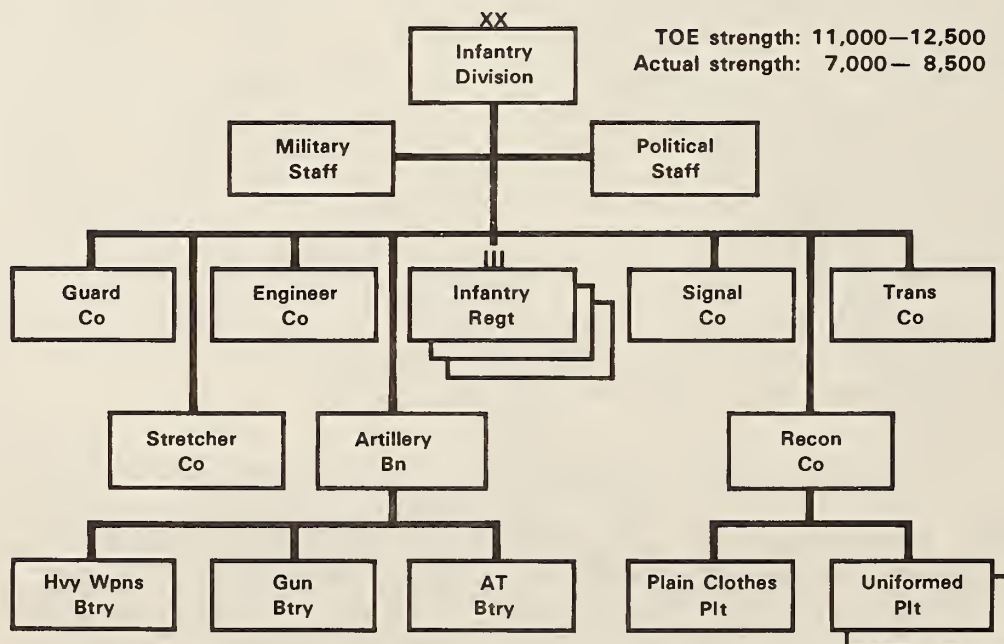 XX
Infantry
Division
TOE strength: 11,000—12,500
Actual strength: 7,000— 8,500
Military
Staff
Political
Staff
III
Guard
Co
Engineer
Co
Infantry
Regt
Signal
Co
Trans
Co
Stretcher
Co
Artillery
Bn
Recon
Co
Hvy Wpns
Btry
Gun
Btry
AT
Btry
Plain Clothes
Plt
Uniformed
Plt